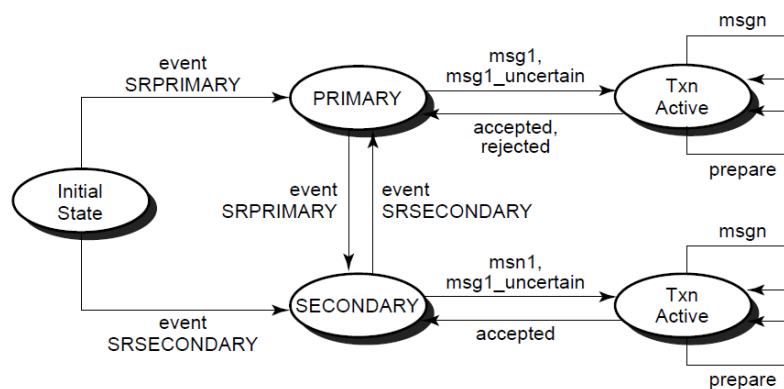 msgn
event
SRPRIMARY
msg1,
msg1_uncertain
PRIMARY
Txn
Active
accepted,
rejected
prepare
Initial
State
event
SRPRIMARY
event
SRSECONDARY
msgn
msn1,
msg1_uncertain
SECONDARY
Txn
Active
accepted
event
SRSECONDARY
prepare